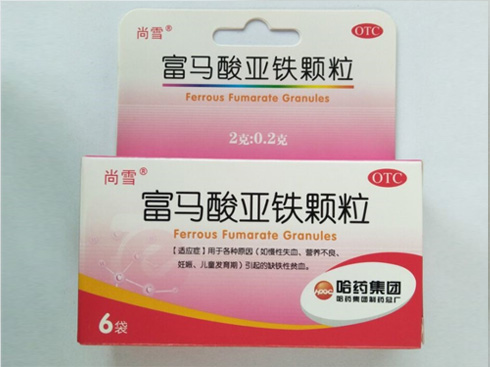 尚雪®
OTC
富马酸亚铁颗粒
Ferrous Fumarate Granules
2克:0.2克
尚雪®
OTC
富马酸亚铁颗粒
Ferrous Fumarate Granules
【适应症】用于各种原因（如慢性失血、营养不良、
妊娠、儿童发育期）引起的缺铁性贫血。
哈药集团
哈药集团制药总厂
6袋